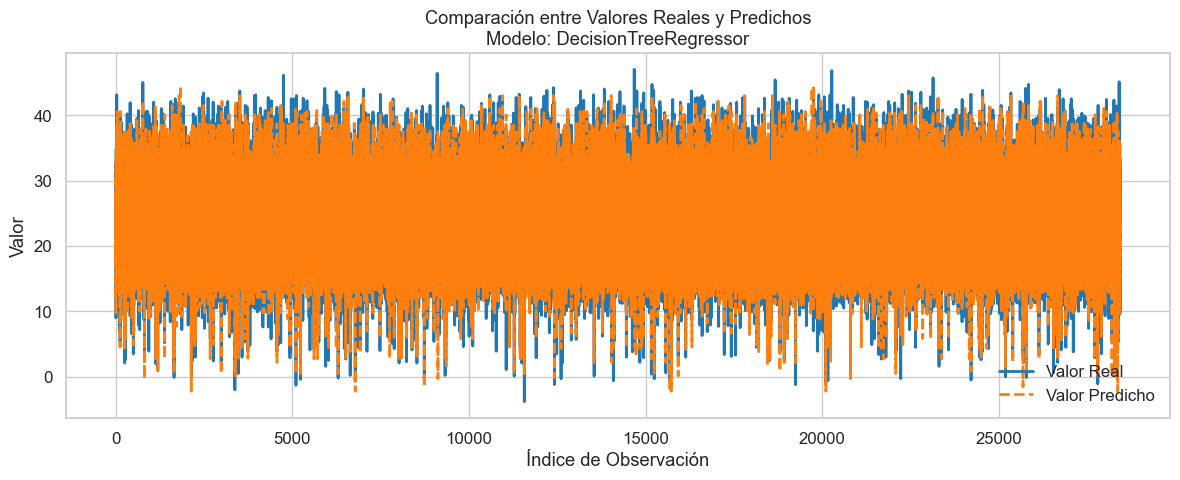 Comparación entre Valores Reales y Predichos
Modelo: DecisionTreeRegressor
Valor
40
30
20
10
0
0
5000
10000
15000
20000
25000
Índice de Observación
Valor Real
Valor Predicho